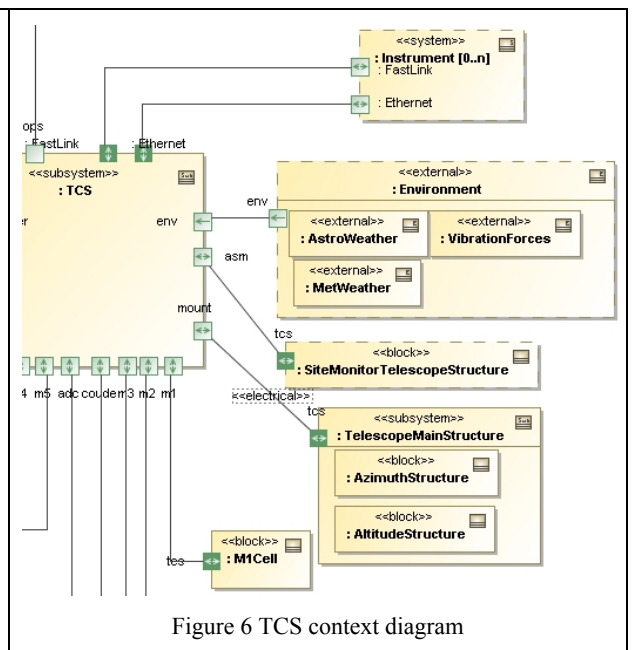 <<system>>
: Instrument [0..n]
: FastLink
: Ethernet
ops
: FastLink
: Ethernet
<<subsystem>>
: TCS
er
env
asm
mount
4 m5 adc coude m3 m2 m1
<<external>>
: Environment
env
<<external>>
: AstroWeather
<<external>>
: VibrationForces
<<external>>
: MetWeather
tcs
<<block>>
: SiteMonitorTelescopeStructure
<<electrical>>
tcs
<<subsystem>>
: TelescopeMainStructure
<<block>>
: AzimuthStructure
<<block>>
: AltitudeStructure
<<block>>
: M1Cell
Figure 6 TCS context diagram